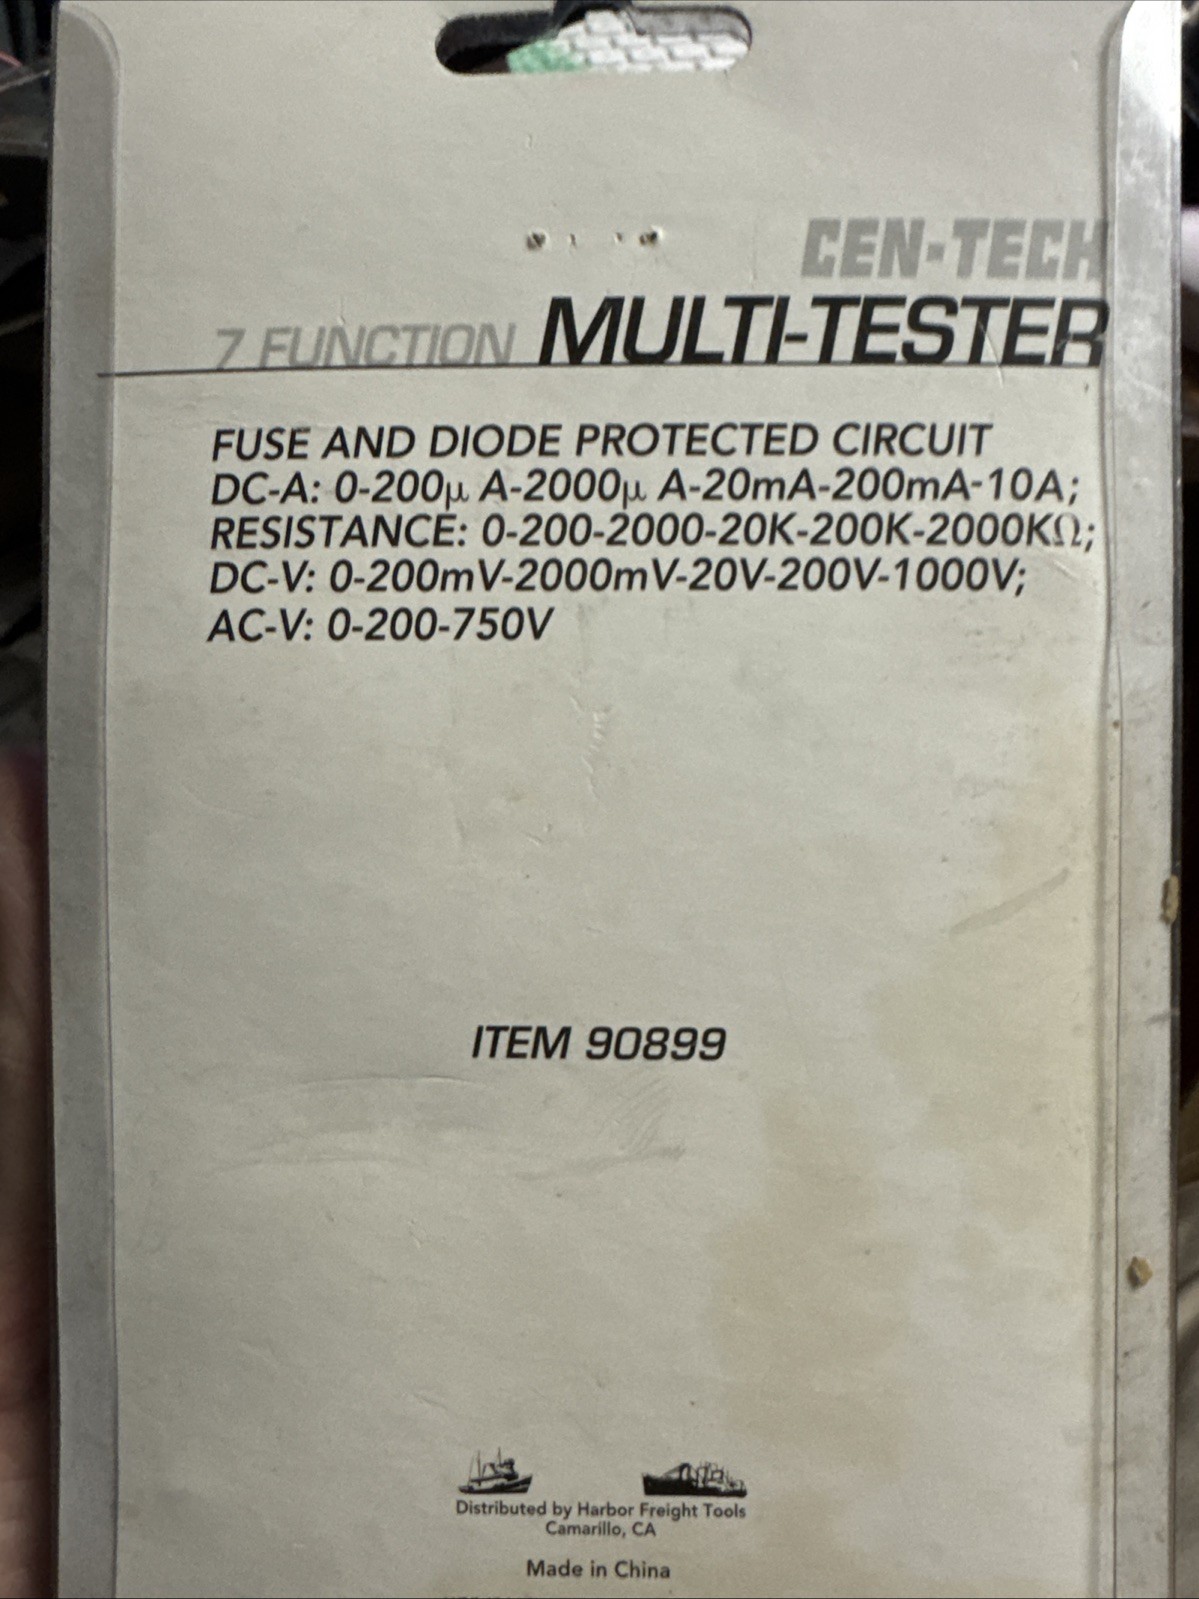 CEN-TECH
7 FUNCTION MULTI-TESTER
FUSE AND DIODE PROTECTED CIRCUIT
DC-A: 0-200µ A-2000µ A-20mA-200mA-10A;
RESISTANCE: 0-200-2000-20K-200K-2000KΩ;
DC-V: 0-200mV-2000mV-20V-200V-1000V;
AC-V: 0-200-750V
ITEM 90899
Distributed by Harbor Freight Tools
Camarillo, CA
Made in China